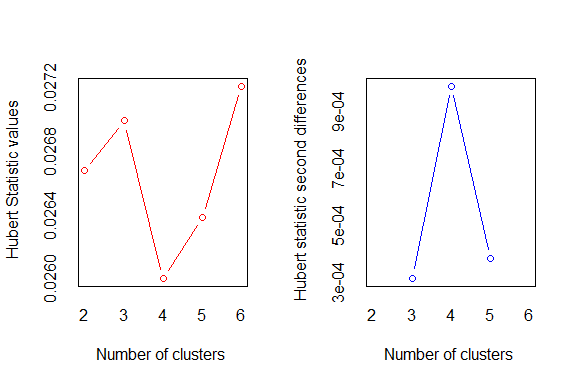 Hubert Statistic values
0.0272
0.0268
0.0264
0.0260
2 3 4 5 6
Number of clusters
Hubert statistic second differences
9e-04
7e-04
5e-04
3e-04
2 3 4 5 6
Number of clusters